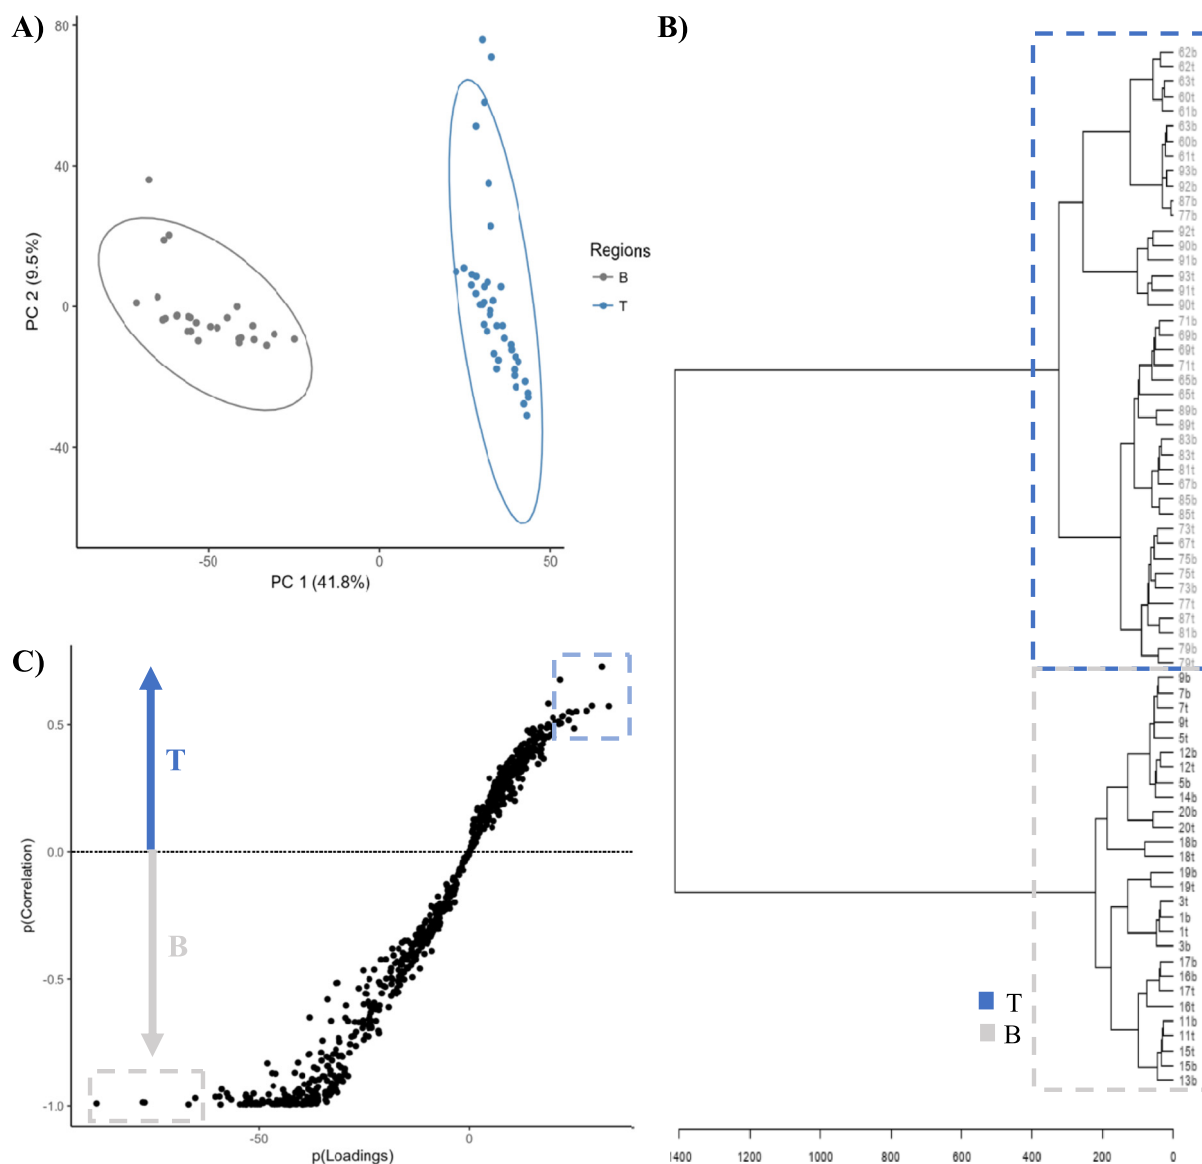 A)
80
40
0
-40
PC 2 (9.5%)
-50
0
50
PC 1 (41.8%)
Regions
B
T
B)
62b
62t
63t
60t
61b
63b
60b
61t
93b
92b
87b
77b
92t
90b
91b
93t
91t
90t
71b
69b
69t
71t
65b
65t
89b
89t
83b
83t
81t
67b
85b
85t
73t
67t
75b
75t
73b
77t
87t
81b
79b
79t
9b
7b
7t
9t
5t
12b
12t
5b
14b
20b
20t
18b
18t
19b
19t
3t
1b
1t
3b
17b
16b
17t
16t
11b
11t
15t
15b
13b
T
B
1400
1200
1000
800
600
400
200
0
C)
T
B
0.5
0.0
-0.5
-1.0
p(Correlation)
-50
0
p(Loadings)